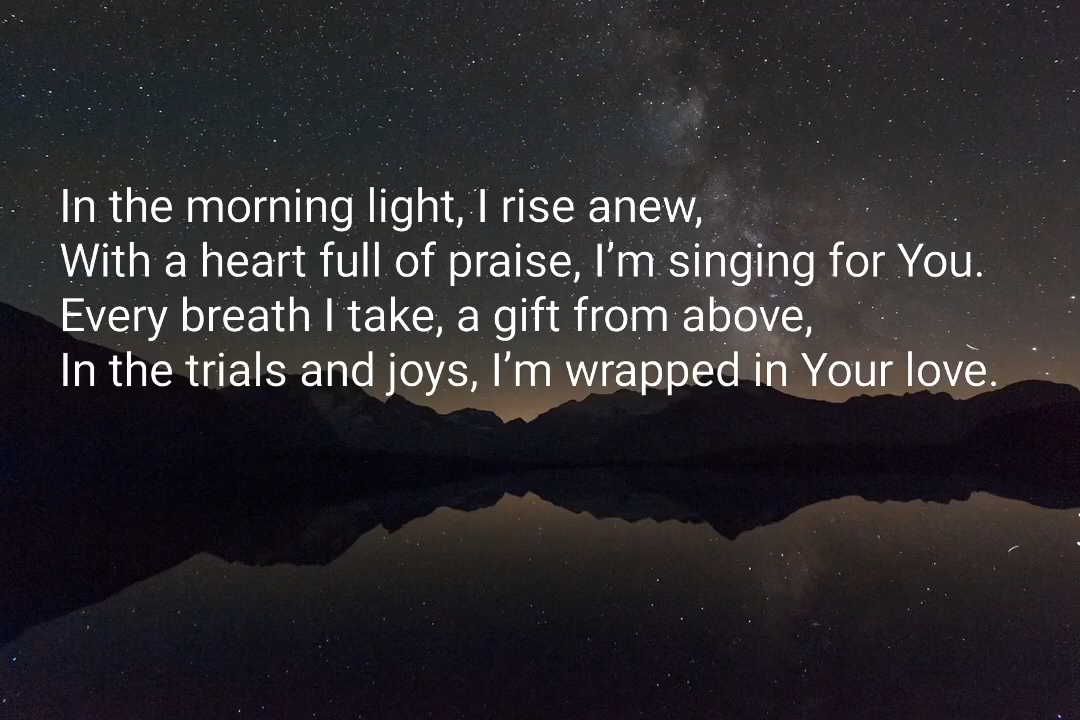 In the morning light, I rise anew,
With a heart full of praise, I’m singing for You.
Every breath I take, a gift from above,
In the trials and joys, I’m wrapped in Your love.